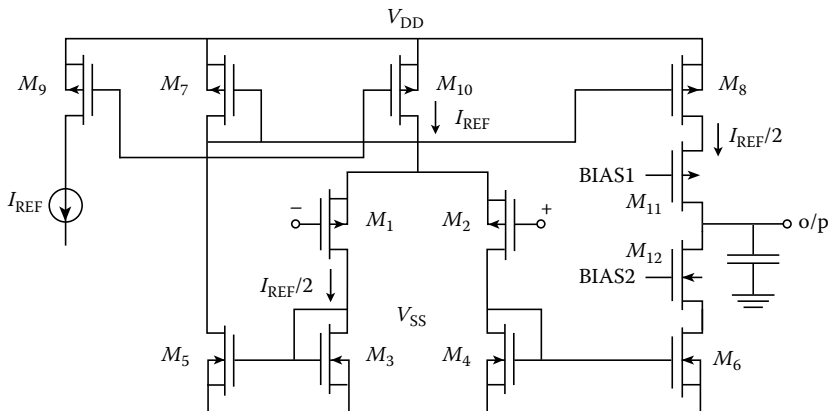 V_DD
M_9
M_7
M_10
M_8
I_REF
I_REF/2
BIAS1
M_11
I_REF
−
M_1
M_2
+
o/p
M_12
BIAS2
I_REF/2
V_SS
M_5
M_3
M_4
M_6